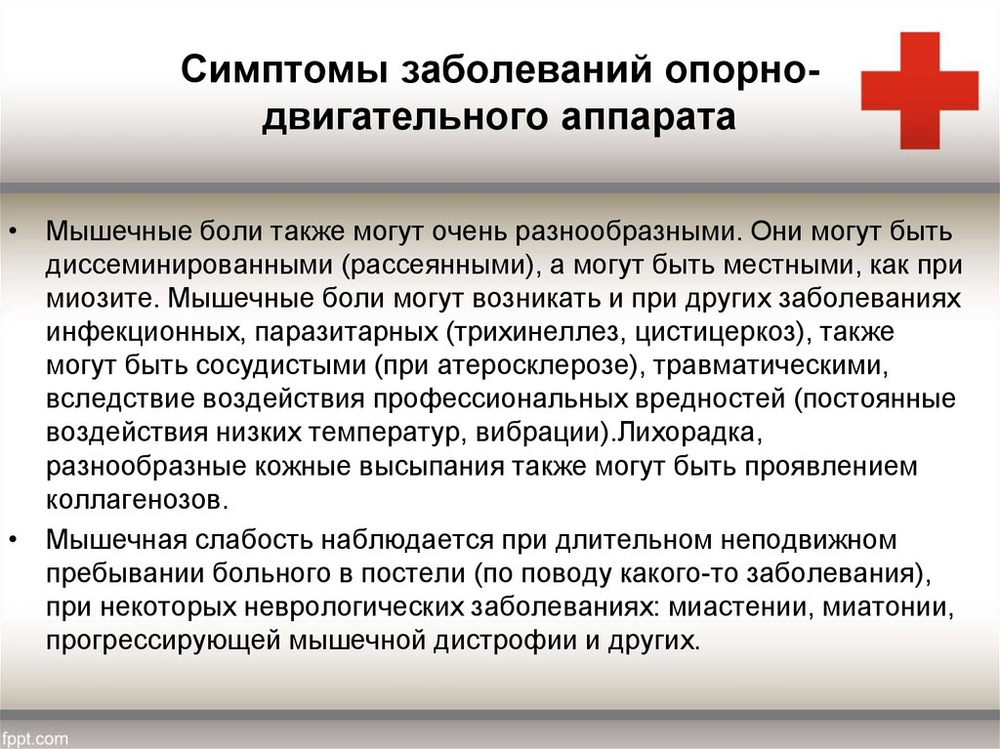 Симптомы заболеваний опорно-
двигательного аппарата
• Мышечные боли также могут очень разнообразными. Они могут быть
диссеминированными (рассеянными), а могут быть местными, как при
миозите. Мышечные боли могут возникать и при других заболеваниях
инфекционных, паразитарных (трихинеллез, цистицеркоз), также
могут быть сосудистыми (при атеросклерозе), травматическими,
вследствие воздействия профессиональных вредностей (постоянные
воздействия низких температур, вибрации).Лихорадка,
разнообразные кожные высыпания также могут быть проявлением
коллагенозов.
• Мышечная слабость наблюдается при длительном неподвижном
пребывании больного в постели (по поводу какого-то заболевания),
при некоторых неврологических заболеваниях: миастении, миатонии,
прогрессирующей мышечной дистрофии и других.
fppt.com